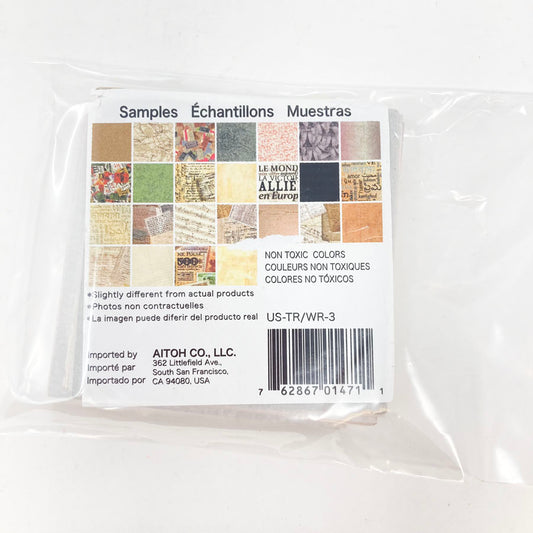 Samples Échantillons Muestras
LE MOND
LA VICTOI
ALLIE
en Europ
amor
NON TOXIC COLORS
COULEURS NON TOXIQUES
COLORES NO TÓXICOS
•Slightly different from actual products
•Photos non contractuelles
•La imagen puede diferir del producto real
US-TR/WR-3
Imported by
Importé par
Importado por
AITOH CO., LLC.
362 Littlefield Ave.,
South San Francisco,
CA 94080, USA
7 62867 01471 1